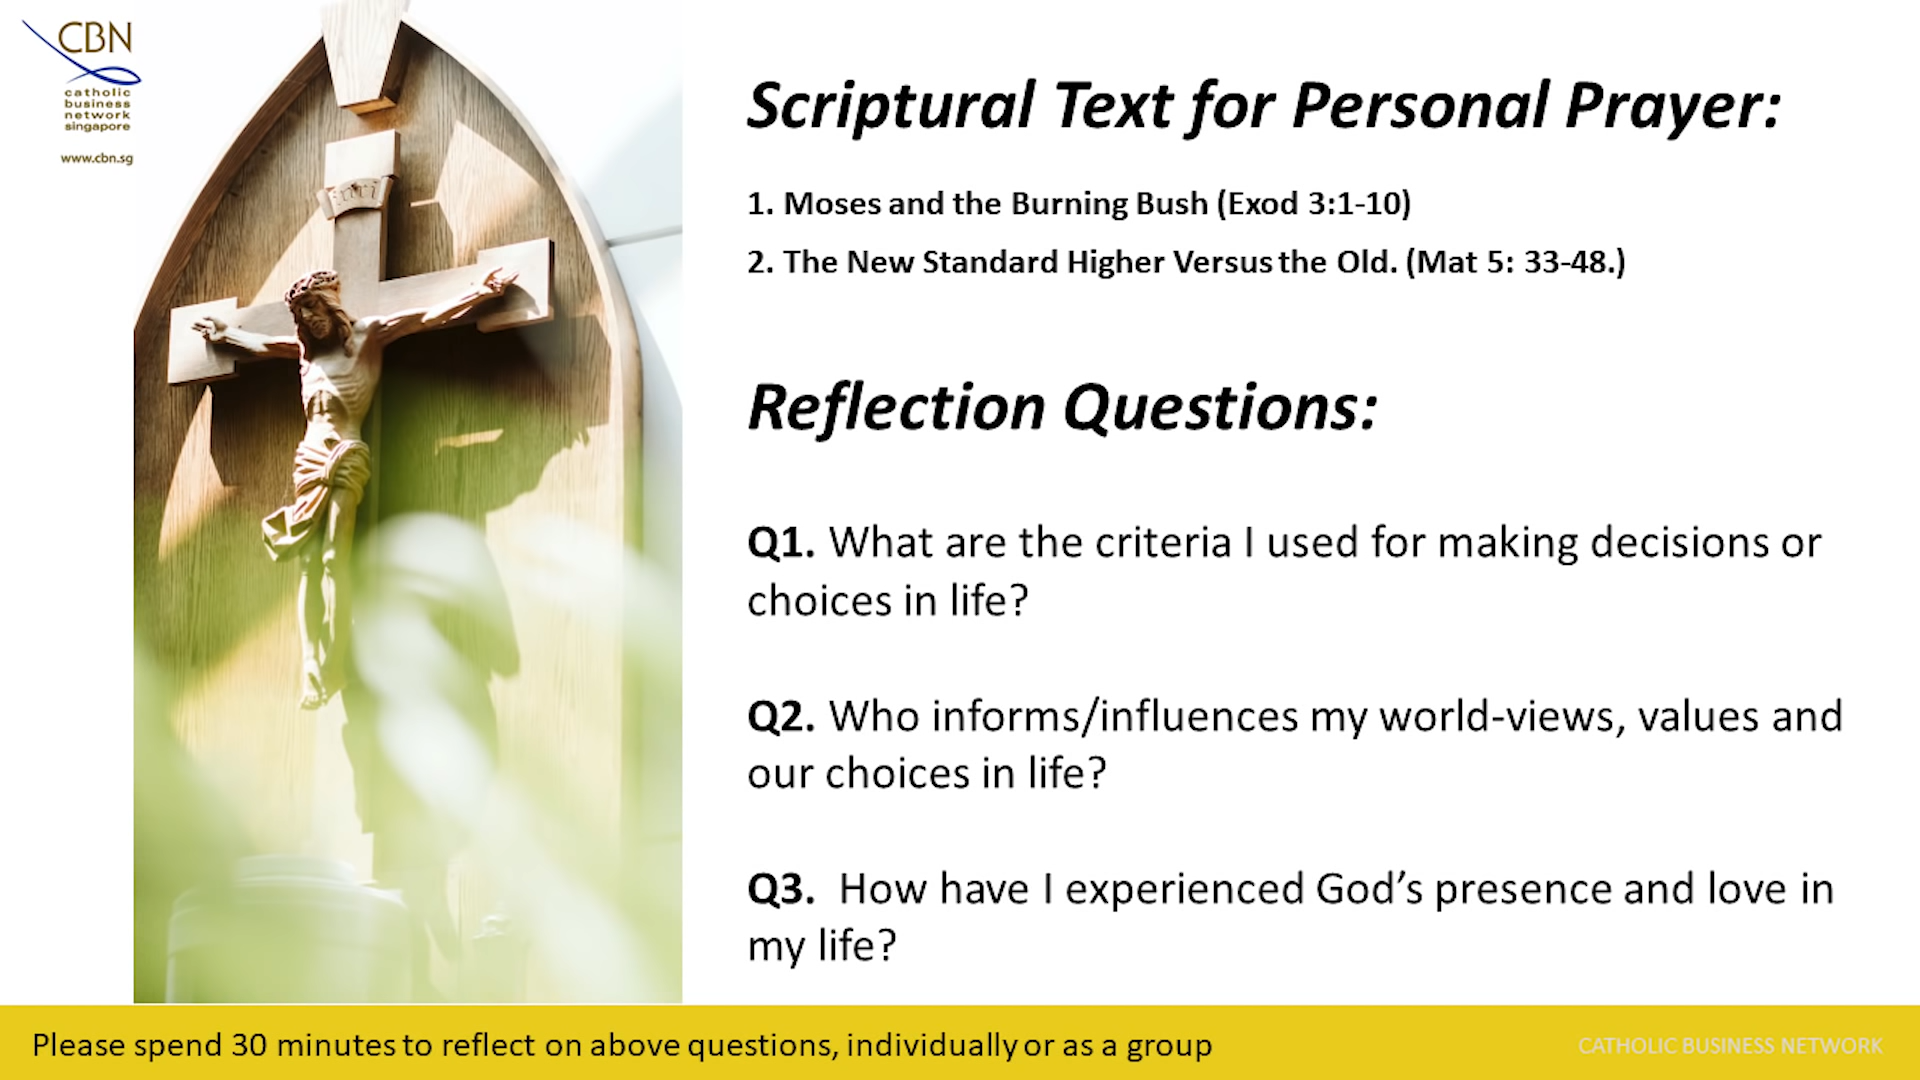 CBN
catholic
business
network
singapore
www.cbn.sg
Scriptural Text for Personal Prayer:
1. Moses and the Burning Bush (Exod 3:1-10)
2. The New Standard Higher Versus the Old. (Mat 5: 33-48.)
Reflection Questions:
Q1. What are the criteria I used for making decisions or
choices in life?
Q2. Who informs/influences my world-views, values and
our choices in life?
Q3. How have I experienced God’s presence and love in
my life?
Please spend 30 minutes to reflect on above questions, individually or as a group
CATHOLIC BUSINESS NETWORK